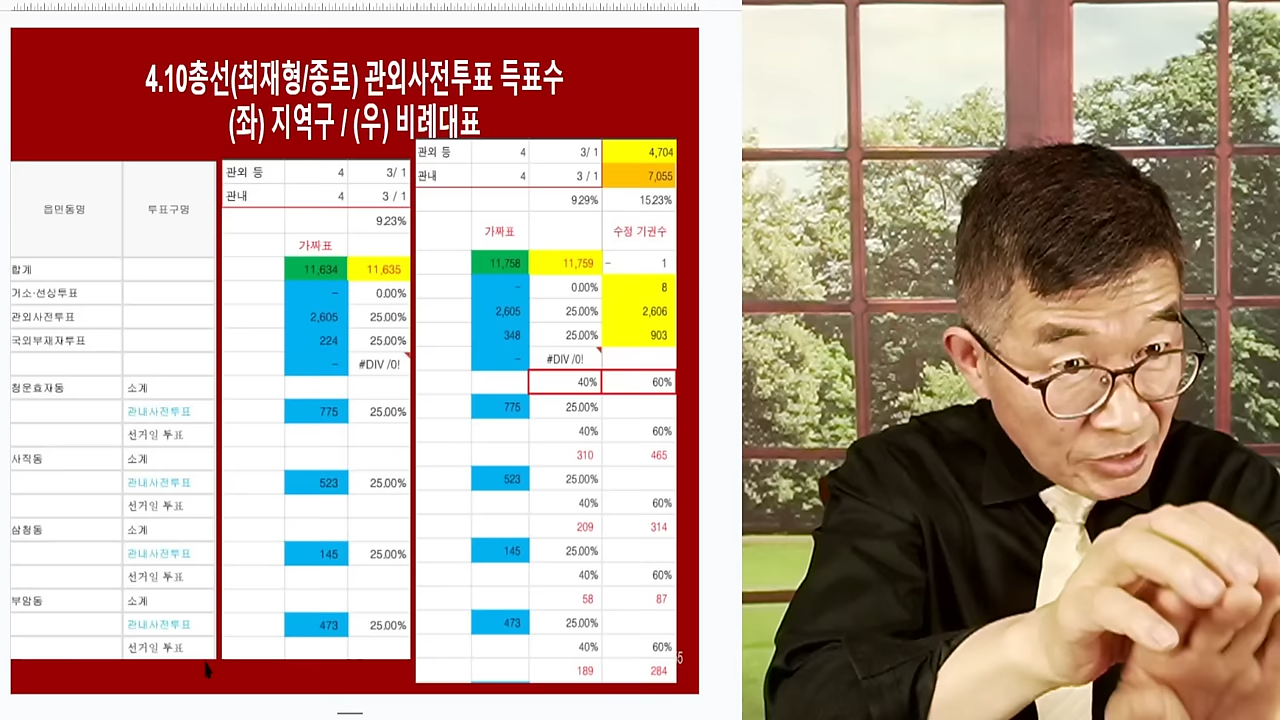 4.10총선(최재형/종로) 관외사전투표 득표수
(좌) 지역구 / (우) 비례대표
읍면동명 투표구명
합계
거소·선상투표
관외사전투표
국외부재자투표
청운효자동 소계
관내사전투표
선거일 투표
사직동 소계
관내사전투표
선거일 투표
삼청동 소계
관내사전투표
선거일 투표
부암동 소계
관내사전투표
선거일 투표
관외 등 4 3/ 1
관내 4 3 / 1
9.23%
가짜표
11,634 11,635
– 0.00%
2,605 25.00%
224 25.00%
– #DIV /0!
775 25.00%
523 25.00%
145 25.00%
473 25.00%
관외 등 4 3/ 1 4,704
관내 4 3 / 1 7,055
9.29% 15.23%
가짜표 수정 기권수
11,758 11,759 – 1
– 0.00% 8
2,605 25.00% 2,606
348 25.00% 903
– #DIV /0!
40% 60%
775 25.00%
40% 60%
310 465
523 25.00%
40% 60%
209 314
145 25.00%
40% 60%
58 87
473 25.00%
40% 60%
189 284